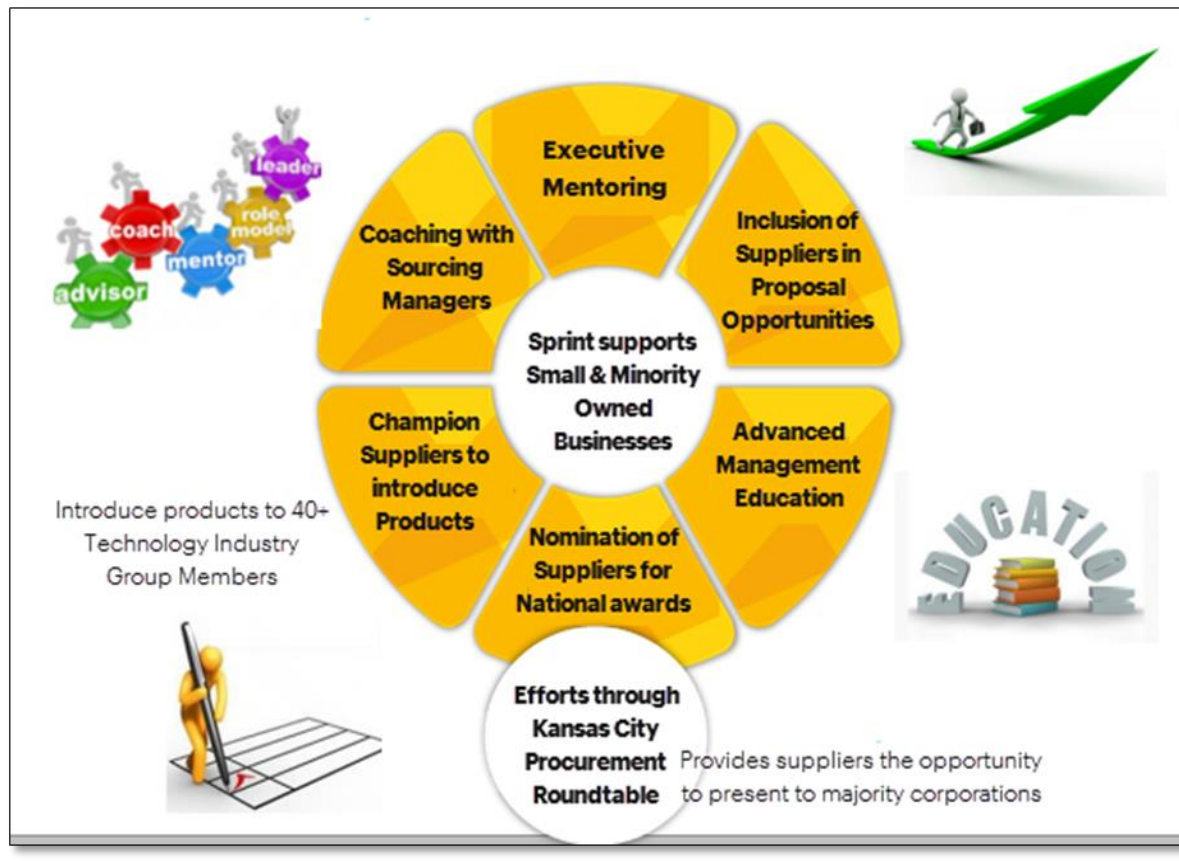 Executive
Mentoring
Inclusion of
Suppliers in
Proposal
Opportunities
Advanced
Management
Education
Nomination of
Suppliers for
National awards
Champion
Suppliers to
introduce
Products
Coaching with
Sourcing
Managers
Sprint supports
Small & Minority
Owned
Businesses
leader
role
model
coach
mentor
advisor
EDUCATION
Introduce products to 40+
Technology Industry
Group Members
Efforts through
Kansas City
Procurement
Roundtable
Provides suppliers the opportunity
to present to majority corporations